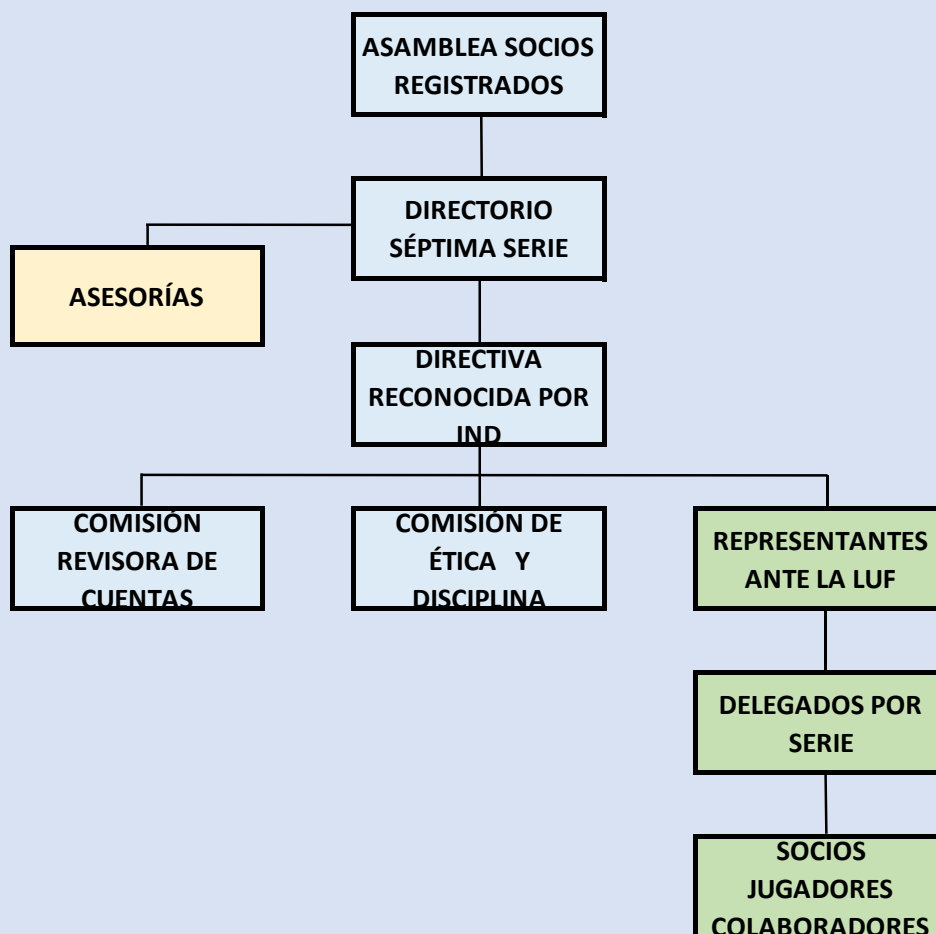 ASAMBLEA SOCIOS
REGISTRADOS
DIRECTORIO
SÉPTIMA SERIE
ASESORÍAS
DIRECTIVA
RECONOCIDA POR
IND
COMISIÓN
REVISORA DE
CUENTAS
COMISIÓN DE
ÉTICA Y
DISCIPLINA
REPRESENTANTES
ANTE LA LUF
DELEGADOS POR
SERIE
SOCIOS
JUGADORES
COLABORADORES